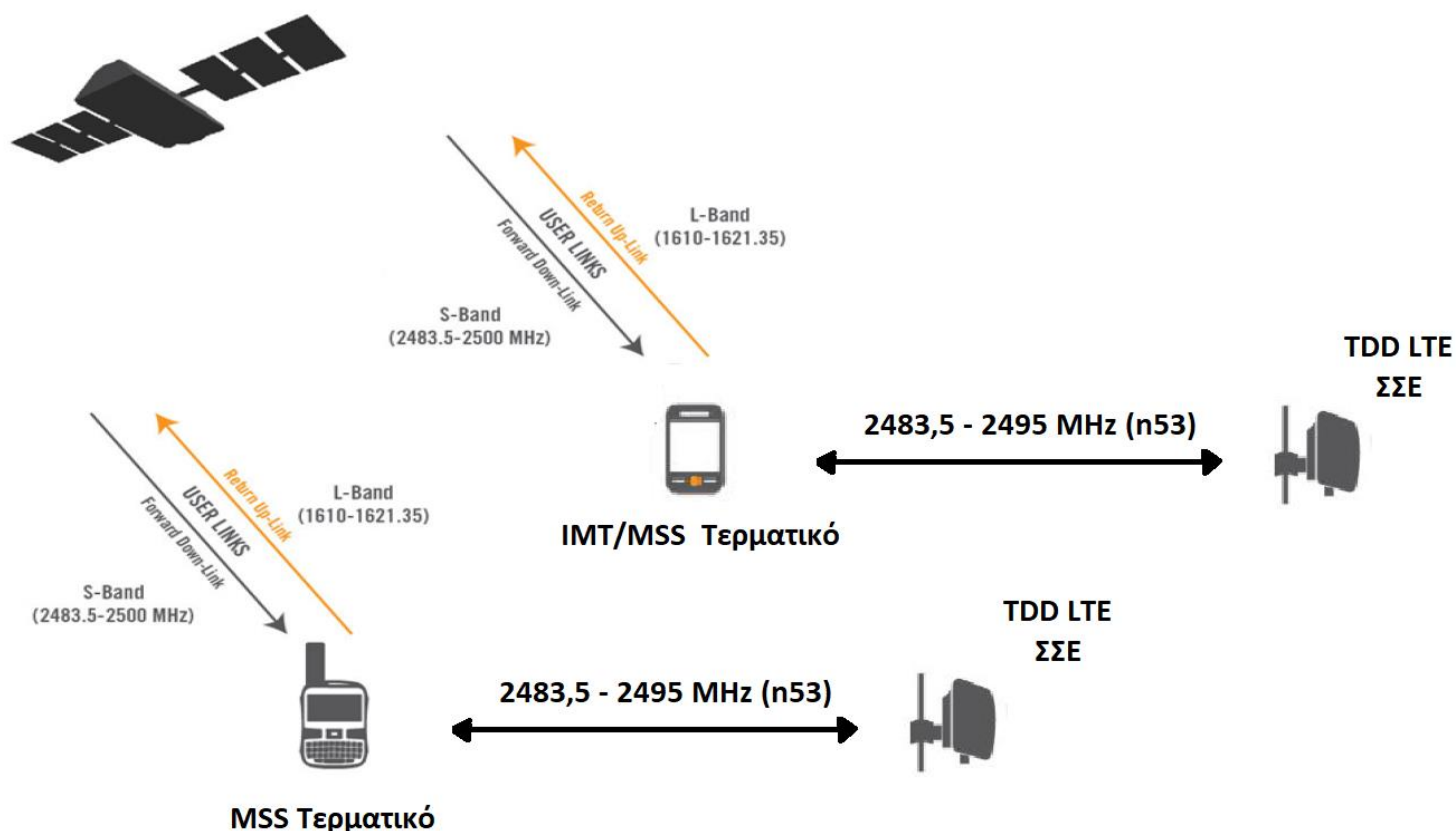 Return Up-Link
USER LINKS
Forward Down-Link
L-Band
(1610-1621.35)
S-Band
(2483.5-2500 MHz)
TDD LTE
ΣΣΕ
2483,5 - 2495 MHz (n53)
IMT/MSS Τερματικό
Return Up-Link
USER LINKS
Forward Down-Link
L-Band
(1610-1621.35)
S-Band
(2483.5-2500 MHz)
TDD LTE
ΣΣΕ
2483,5 - 2495 MHz (n53)
MSS Τερματικό